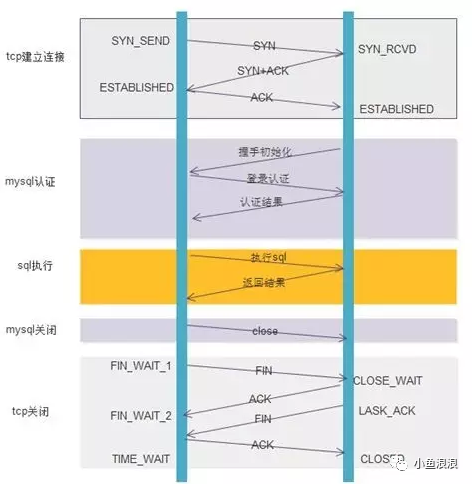 SYN_SEND
SYN
tcp建立连接
SYN_RCVD
SYN+ACK
ESTABLISHED
ACK
ESTABLISHED
握手初始化
mysql认证
登录认证
认证结果
执行sql
sql执行
返回结果
mysql关闭
close
FIN_WAIT_1
FIN
CLOSE_WAIT
ACK
tcp关闭
FIN_WAIT_2
FIN
LASK_ACK
ACK
TIME_WAIT
CLOSED
小鱼浪浪